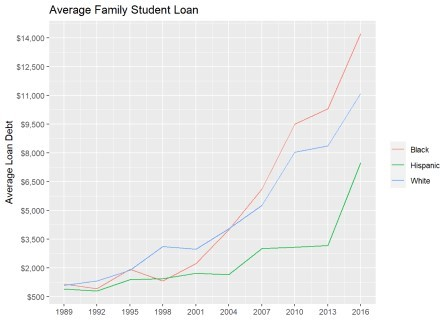 Average Family Student Loan
Average Loan Debt
$14,000
$12,500
$11,000
$9,500
$8,000
$6,500
$5,000
$3,500
$2,000
$500
1989 1992 1995 1998 2001 2004 2007 2010 2013 2016
Black
Hispanic
White